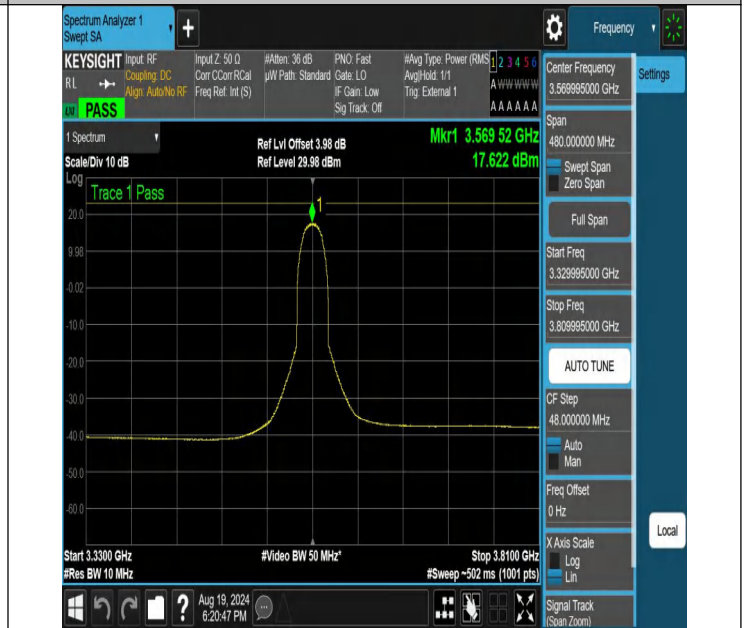 Spectrum Analyzer 1
Swept SA
+
Frequency
KEYSIGHT
RL
LXI
PASS
Input: RF
Coupling: DC
Align: Auto/No RF
Input Z: 50 Ω
Corr CCorr RCal
Freq Ref: Int (S)
#Atten: 36 dB
µW Path: Standard
PNO: Fast
Gate: LO
IF Gain: Low
Sig Track: Off
#Avg Type: Power (RMS
Avg|Hold: 1/1
Trig: External 1
1 2 3 4 5 6
A W W W W W
A A A A A A
1 Spectrum
Scale/Div 10 dB
Ref Lvl Offset 3.98 dB
Ref Level 29.98 dBm
Mkr1 3.569 52 GHz
17.622 dBm
Log
Trace 1 Pass
1
20.0
9.98
-0.02
-10.0
-20.0
-30.0
-40.0
-50.0
-60.0
Start 3.3300 GHz
#Res BW 10 MHz
#Video BW 50 MHz*
Stop 3.8100 GHz
#Sweep ~502 ms (1001 pts)
Center Frequency
3.569995000 GHz
Settings
Span
480.000000 MHz
Swept Span
Zero Span
Full Span
Start Freq
3.329995000 GHz
Stop Freq
3.809995000 GHz
AUTO TUNE
CF Step
48.000000 MHz
Auto
Man
Freq Offset
0 Hz
X Axis Scale
Log
Lin
Local
Signal Track
(Span Zoom)
?
Aug 19, 2024
6:20:47 PM